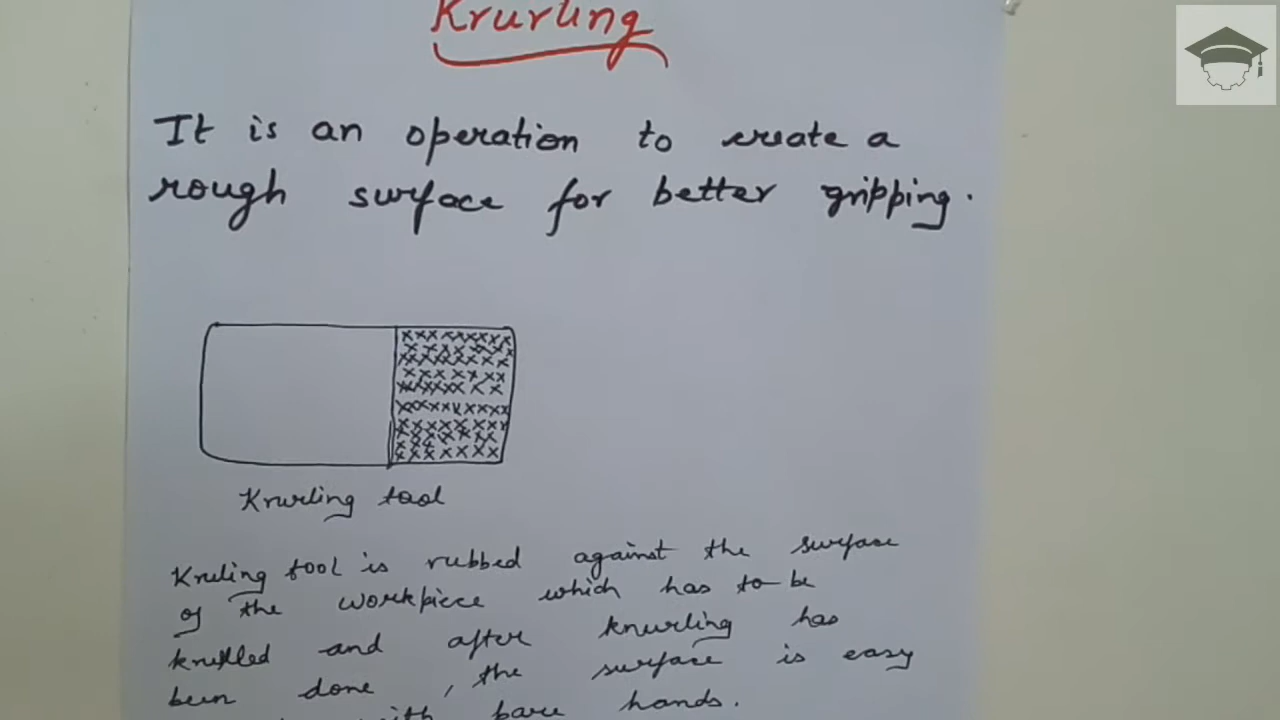 Krurling
It is an operation to create a
rough surface for better gripping.
Knurling tool
Kruling tool is rubbed against the surface
of the workpiece which has to be
knurled and after knurling has
been done, the surface is easy
with bare hands.